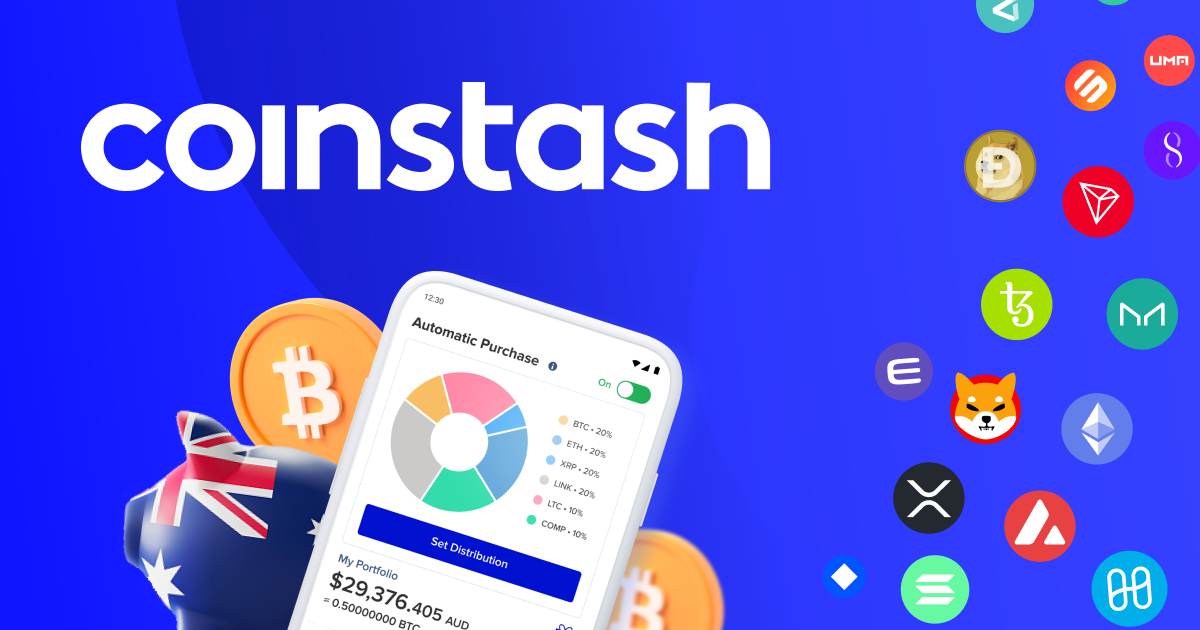 coinstash
UMA
12:30
Automatic Purchase
On
BTC • 20%
ETH • 20%
XRP • 20%
LINK • 20%
LTC • 10%
COMP • 10%
Set Distribution
My Portfolio
$29,376.405 AUD
= 0.50000000 BTC